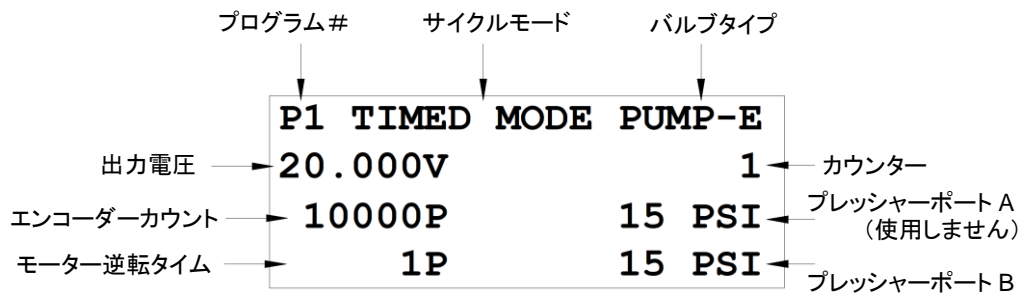 プログラム＃ サイクルモード バルブタイプ
P1 TIMED MODE PUMP-E
出力電圧 20.000V 1 カウンター
エンコーダーカウント 10000P 15 PSI プレッシャーポート A
（使用しません）
モーター逆転タイム 1P 15 PSI プレッシャーポート B